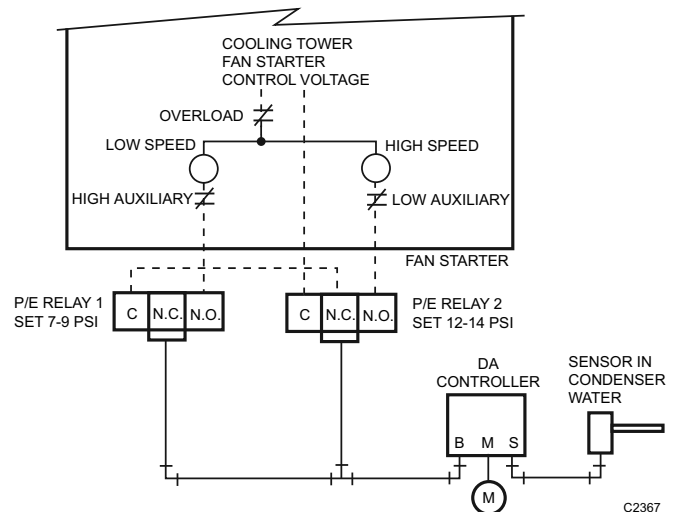 COOLING TOWER
FAN STARTER
CONTROL VOLTAGE
OVERLOAD
LOW SPEED
HIGH SPEED
HIGH AUXILIARY
LOW AUXILIARY
FAN STARTER
P/E RELAY 1
SET 7-9 PSI
C N.C. N.O.
C N.C. N.O.
P/E RELAY 2
SET 12-14 PSI
DA
CONTROLLER
SENSOR IN
CONDENSER
WATER
B M S
M
C2367